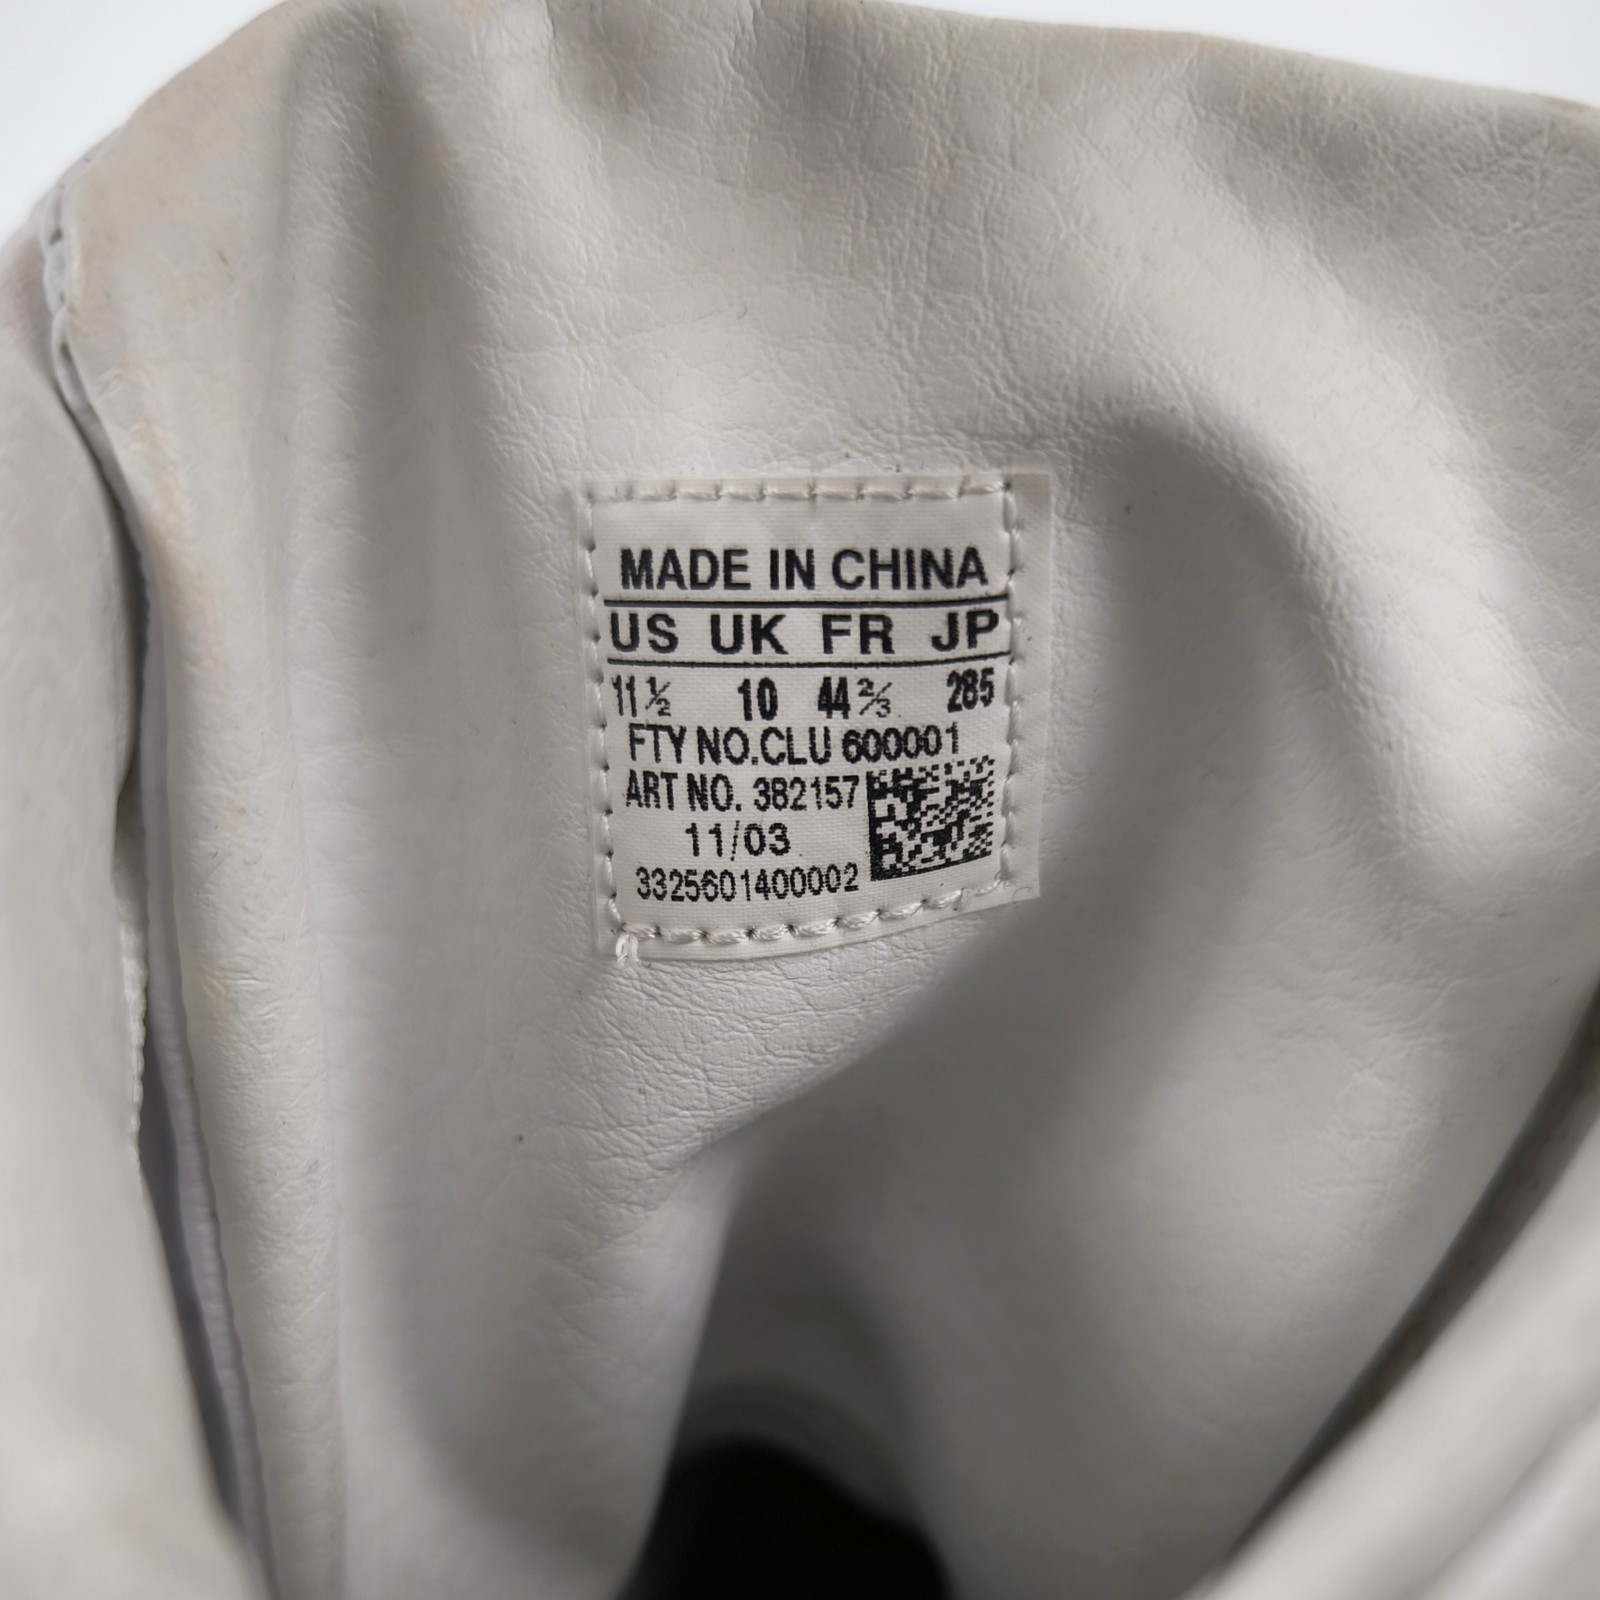 MADE IN CHINA
US UK FR JP
11½ 10 44⅔ 285
FTY NO.CLU 600001
ART NO. 382157
11/03
3325601400002